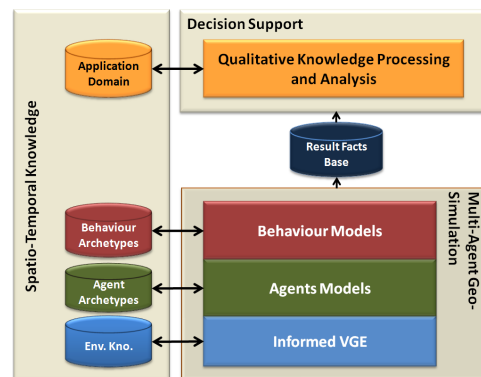 Decision Support
Application
Domain
Qualitative Knowledge Processing
and Analysis
Spatio-Temporal Knowledge
Result Facts
Base
Multi-Agent Geo-
Simulation
Behaviour
Archetypes
Behaviour Models
Agent
Archetypes
Agents Models
Env. Kno.
Informed VGE